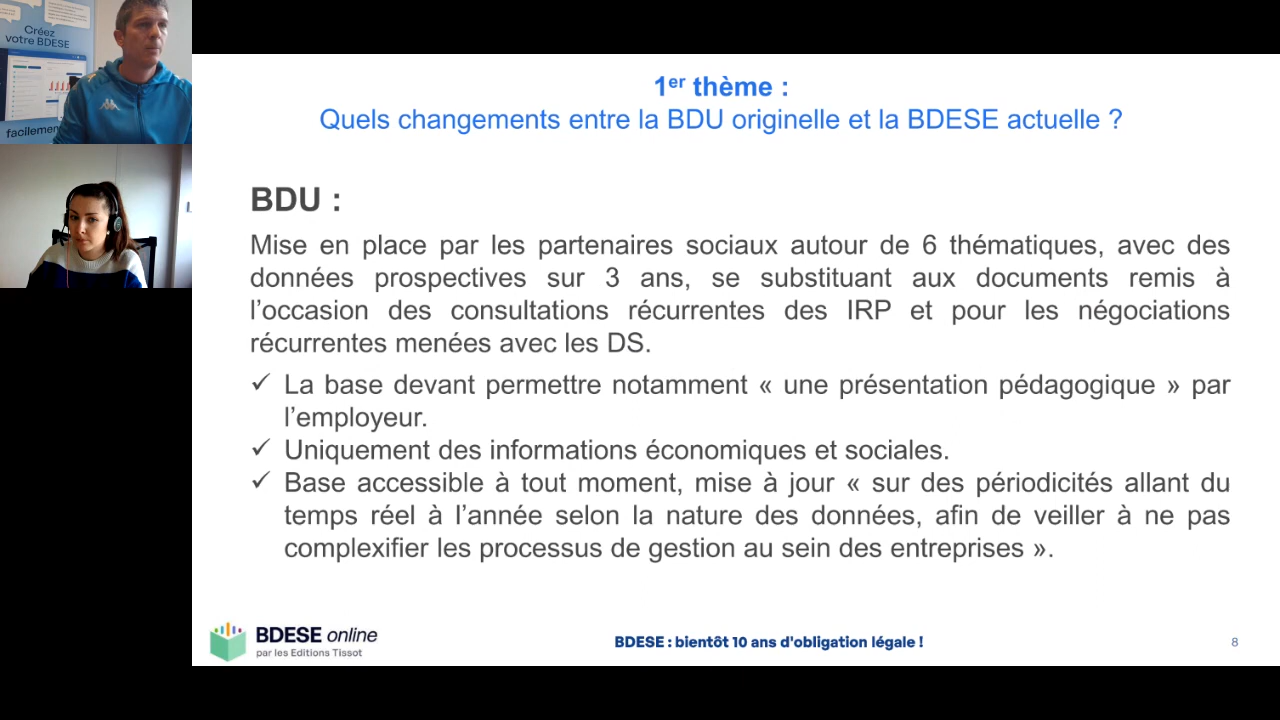 Créez
votre BDESE
facilemen
1er thème :
Quels changements entre la BDU originelle et la BDESE actuelle ?
BDU :
Mise en place par les partenaires sociaux autour de 6 thématiques, avec des
données prospectives sur 3 ans, se substituant aux documents remis à
l’occasion des consultations récurrentes des IRP et pour les négociations
récurrentes menées avec les DS.
✓ La base devant permettre notamment « une présentation pédagogique » par
l’employeur.
✓ Uniquement des informations économiques et sociales.
✓ Base accessible à tout moment, mise à jour « sur des périodicités allant du
temps réel à l’année selon la nature des données, afin de veiller à ne pas
complexifier les processus de gestion au sein des entreprises ».
BDESE online
par les Editions Tissot
BDESE : bientôt 10 ans d'obligation légale !
8